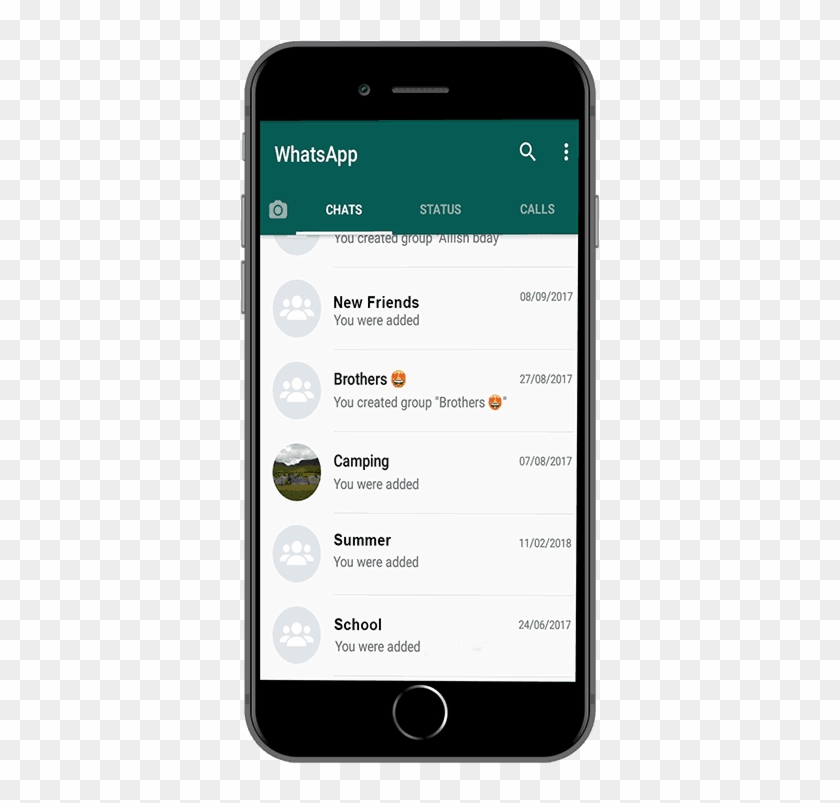 WhatsApp
CHATS STATUS CALLS
You created group "Ailish bday"
New Friends 08/09/2017
You were added
Brothers 🤩 27/08/2017
You created group "Brothers 🤩"
Camping 07/08/2017
You were added
Summer 11/02/2018
You were added
School 24/06/2017
You were added